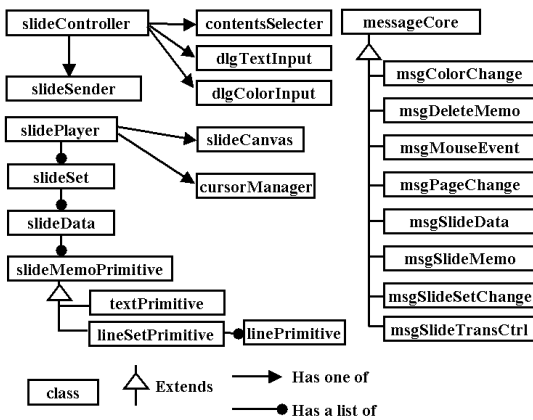 slideController
contentsSelecter
dlgTextInput
dlgColorInput
slideSender
slidePlayer
slideCanvas
slideSet
cursorManager
slideData
slideMemoPrimitive
textPrimitive
lineSetPrimitive
linePrimitive
messageCore
msgColorChange
msgDeleteMemo
msgMouseEvent
msgPageChange
msgSlideData
msgSlideMemo
msgSlideSetChange
msgSlideTransCtrl
class
Extends
Has one of
Has a list of